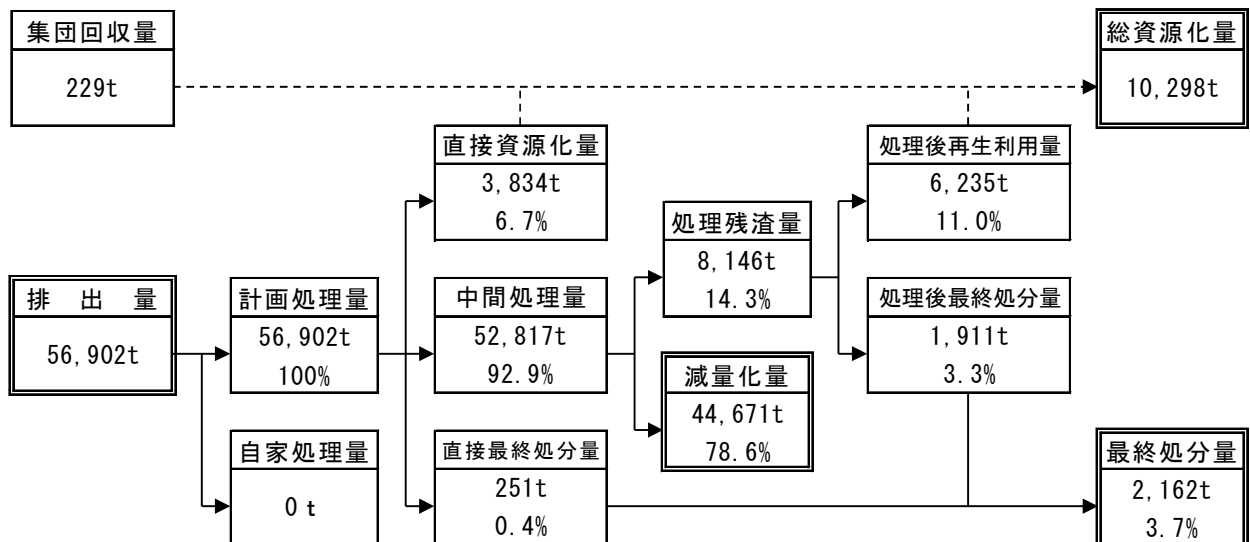 集団回収量
229t
総資源化量
10,298t
直接資源化量
3,834t
6.7%
処理後再生利用量
6,235t
11.0%
処理残渣量
8,146t
14.3%
排出量
56,902t
計画処理量
56,902t
100%
中間処理量
52,817t
92.9%
処理後最終処分量
1,911t
3.3%
減量化量
44,671t
78.6%
自家処理量
0t
直接最終処分量
251t
0.4%
最終処分量
2,162t
3.7%